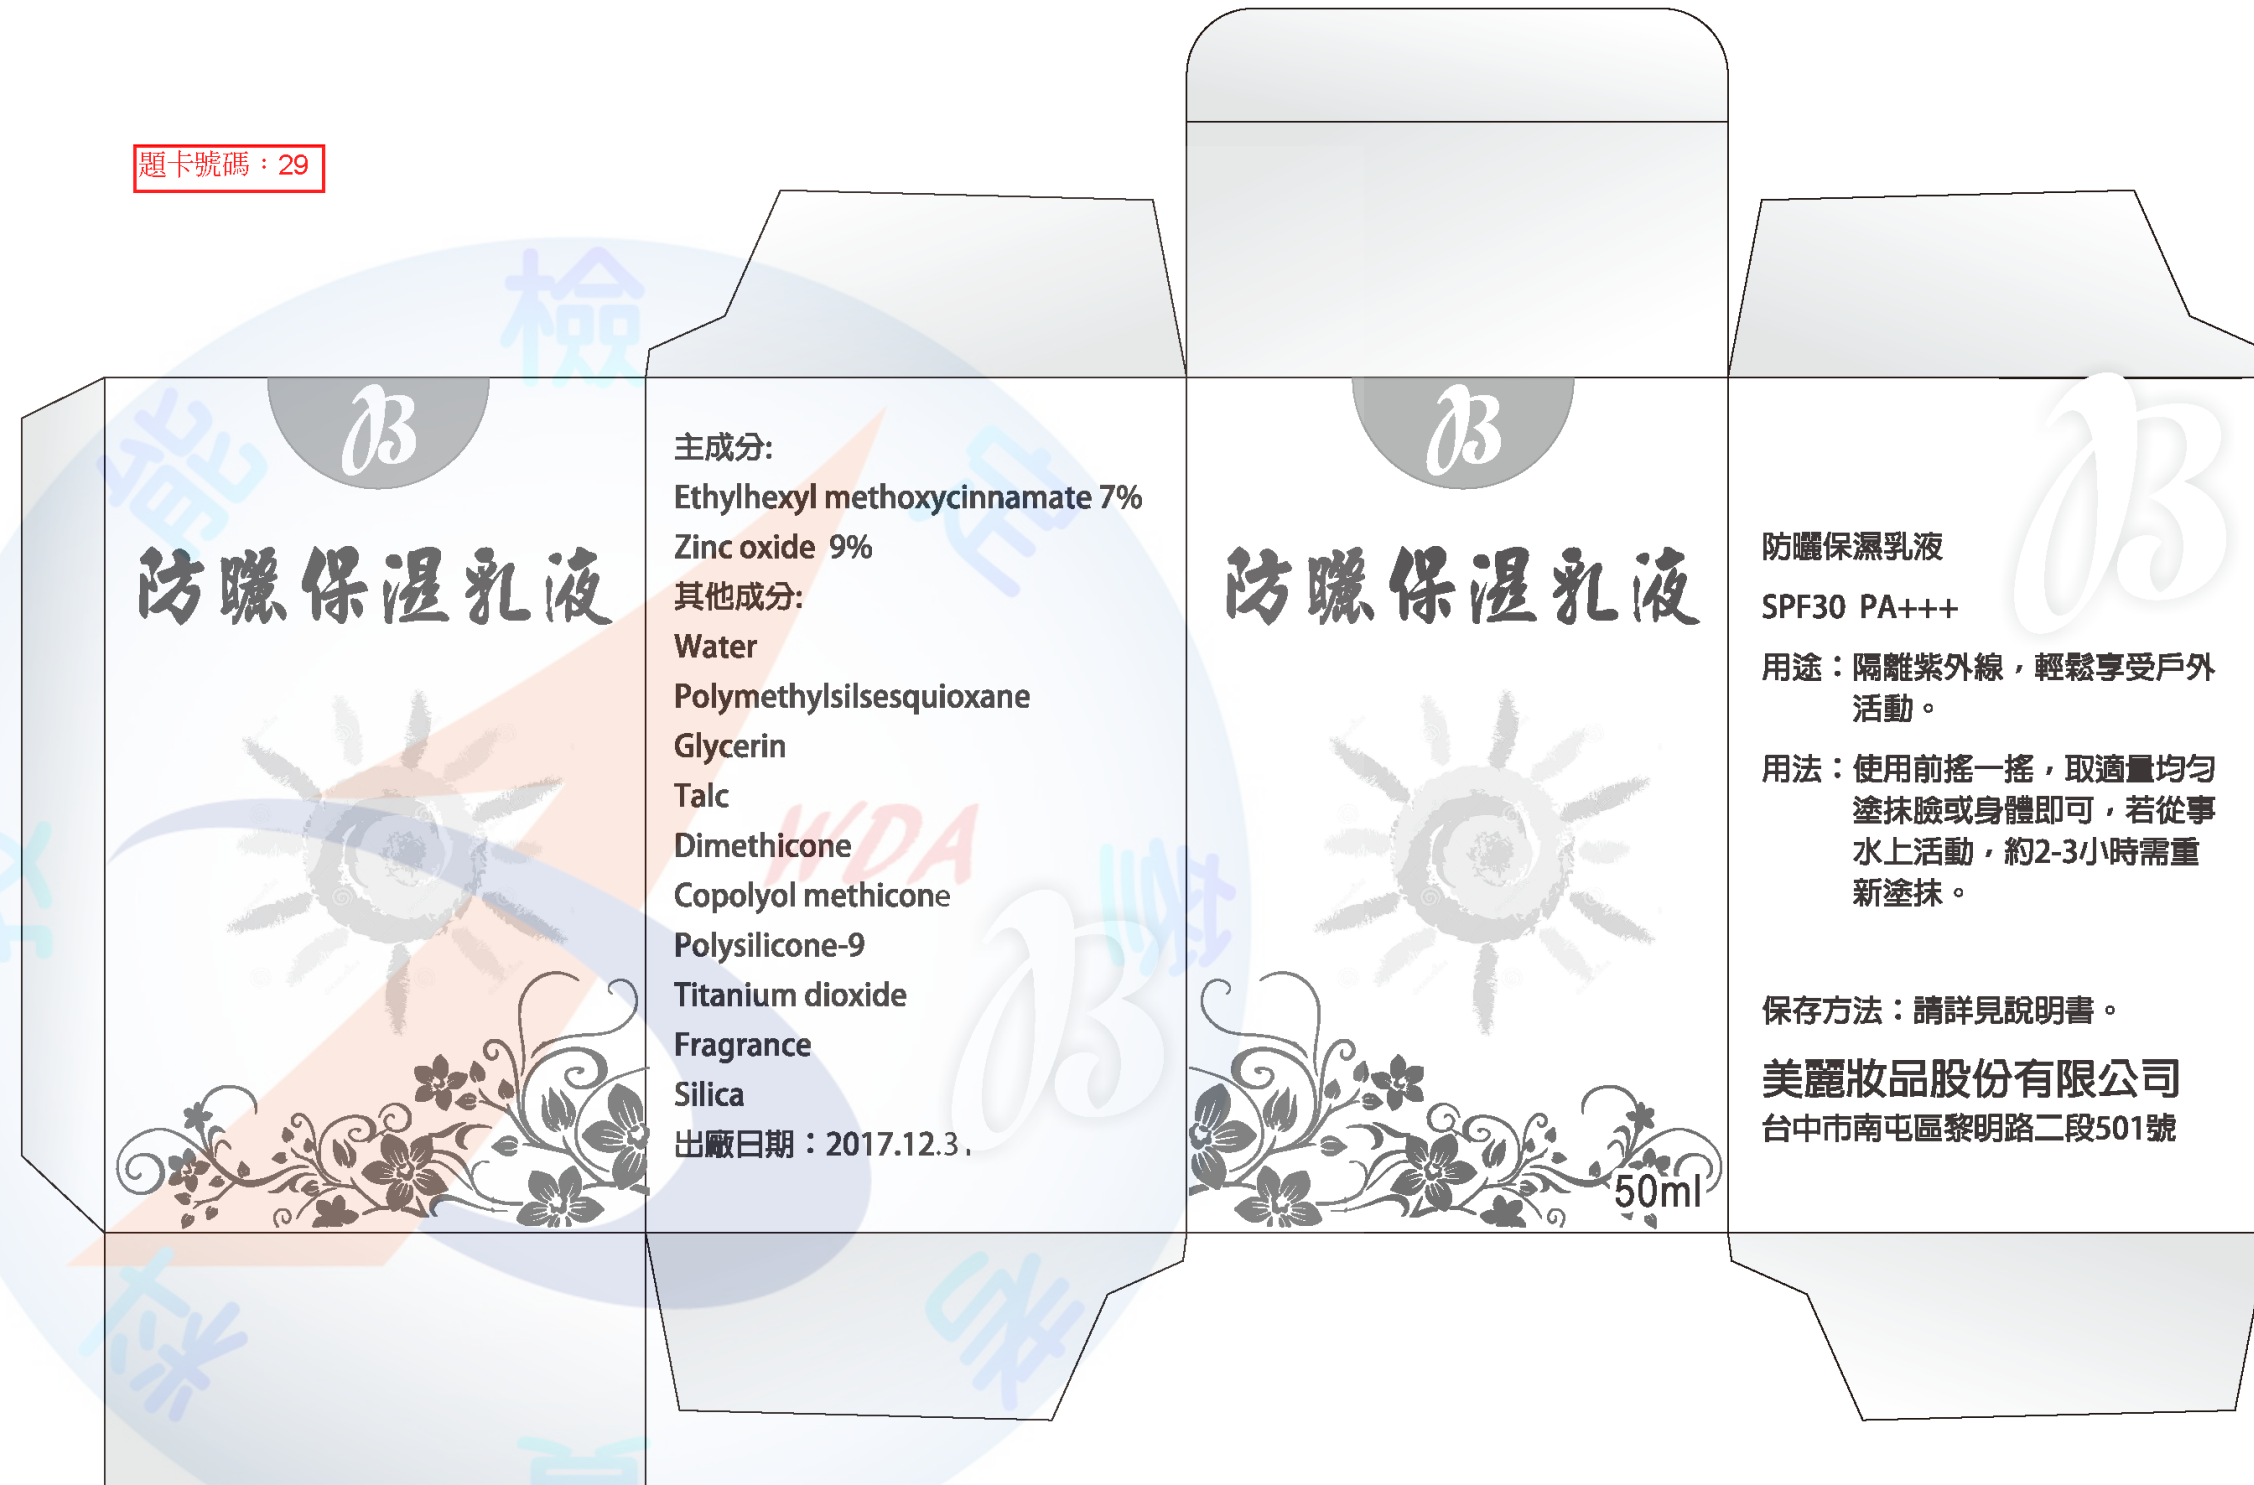 題卡號碼：29
B
防曬保濕乳液
主成分:
Ethylhexyl methoxycinnamate 7%
Zinc oxide 9%
其他成分:
Water
Polymethylsilsesquioxane
Glycerin
Talc
Dimethicone
Copolyol methicone
Polysilicone-9
Titanium dioxide
Fragrance
Silica
出廠日期：2017.12.3
B
B
防曬保濕乳液
50ml
B
防曬保濕乳液
SPF30 PA+++
用途：隔離紫外線，輕鬆享受戶外
活動。
用法：使用前搖一搖，取適量均勻
塗抹臉或身體即可，若從事
水上活動，約2-3小時需重
新塗抹。
保存方法：請詳見說明書。
美麗妝品股份有限公司
台中市南屯區黎明路二段501號
技能檢定
WDA